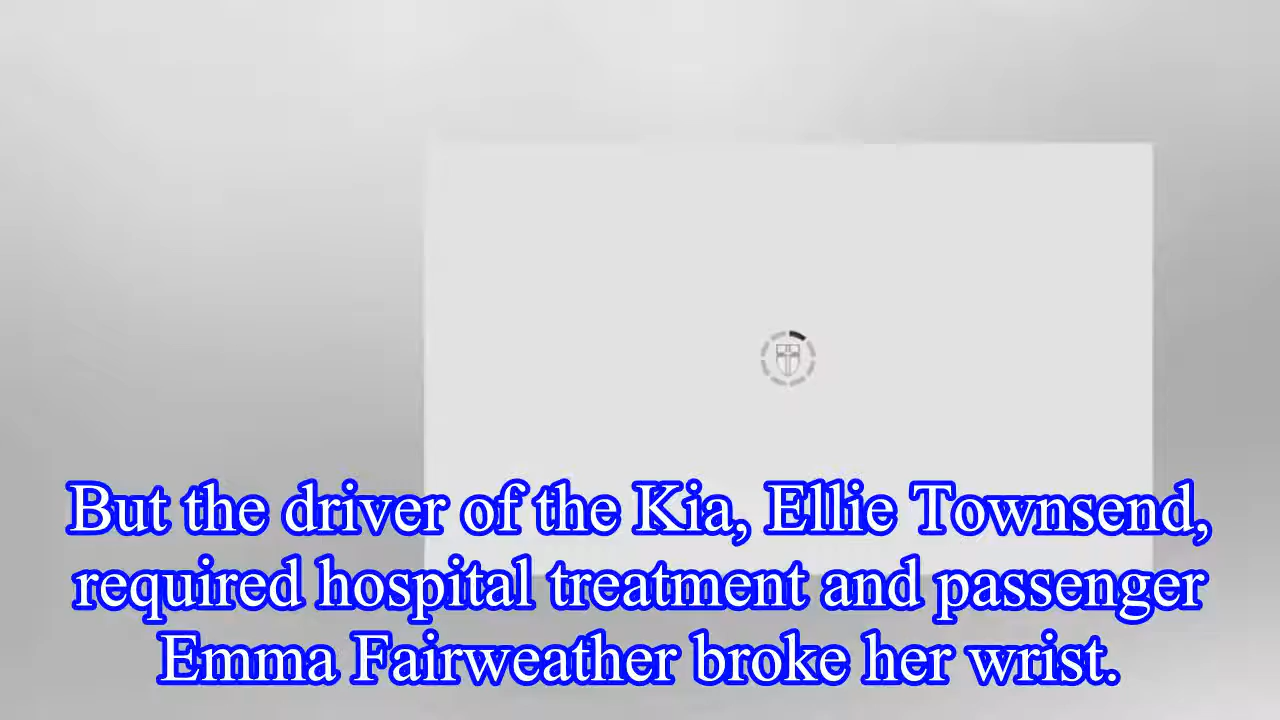 But the driver of the Kia, Ellie Townsend,
required hospital treatment and passenger
Emma Fairweather broke her wrist.